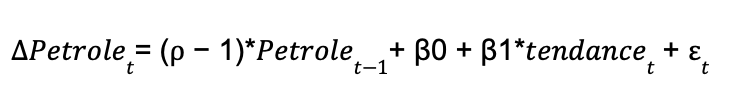 ΔPetrole_t = (ρ − 1)*Petrole_{t−1} + β0 + β1*tendance_t + ε_t